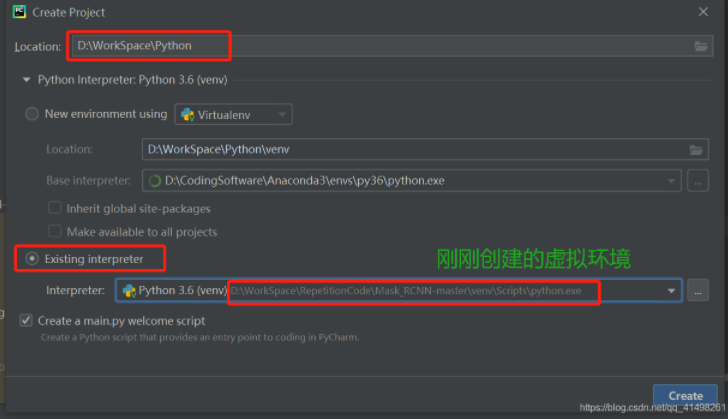 PC Create Project
Location: D:\WorkSpace\Python
Python Interpreter: Python 3.6 (venv)
New environment using Virtualenv
Location: D:\WorkSpace\Python\venv
Base interpreter: D:\CodingSoftware\Anaconda3\envs\py36\python.exe ...
Inherit global site-packages
Make available to all projects
Existing interpreter
刚刚创建的虚拟环境
Interpreter: Python 3.6 (venv) D:\WorkSpace\RepetitionCode\Mask_RCNN-master\venv\Scripts\python.exe ...
Create a main.py welcome script
Create a Python script that provides an entry point to coding in PyCharm.
Create
https://blog.csdn.net/qq_41498261